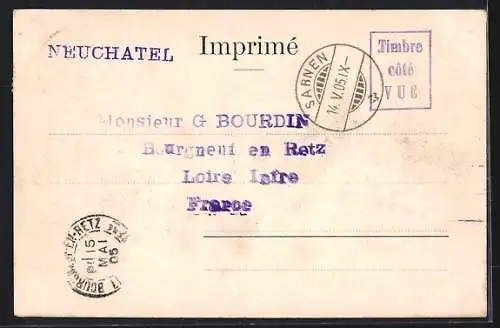 NEUCHATEL
Imprimé
SARNEN
14.V.05.IX-
Timbre
côté
VUE
Monsieur G BOURDIN
Bourgneuf en Retz
Loire Infre
France
EN-RETZ
15
MAI
05